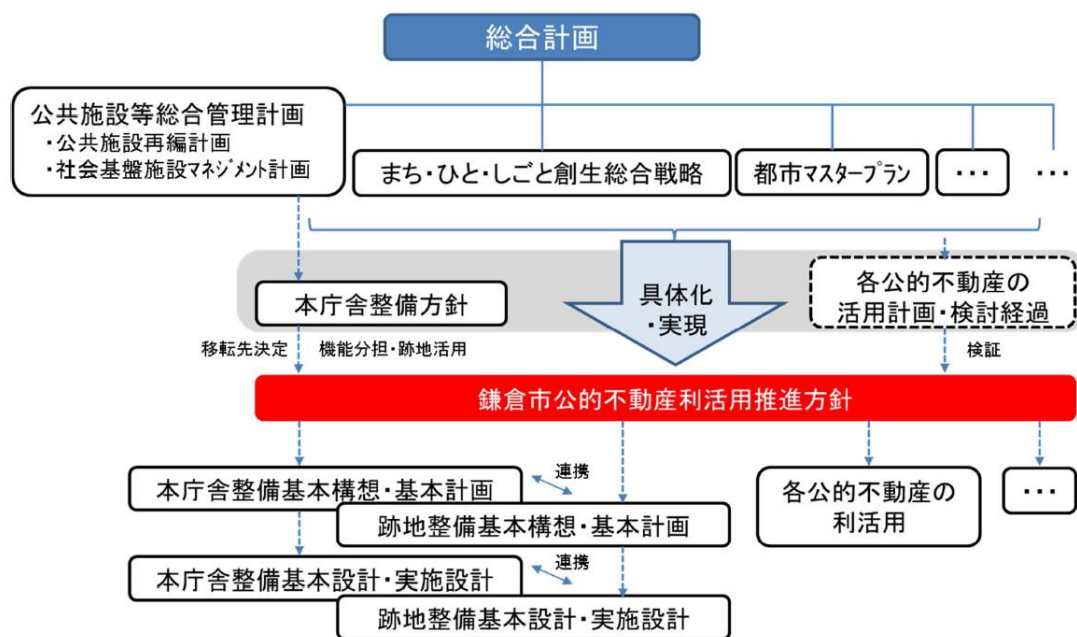 総合計画
公共施設等総合管理計画
・公共施設再編計画
・社会基盤施設ﾏﾈｼﾞﾒﾝﾄ計画
まち・ひと・しごと創生総合戦略
都市ﾏｽﾀｰﾌﾟﾗﾝ
・・・
・・・
本庁舎整備方針
具体化
・実現
各公的不動産の
活用計画・検討経過
移転先決定
機能分担・跡地活用
検証
鎌倉市公的不動産利活用推進方針
本庁舎整備基本構想・基本計画
連携
跡地整備基本構想・基本計画
各公的不動産の
利活用
・・・
本庁舎整備基本設計・実施設計
連携
跡地整備基本設計・実施設計